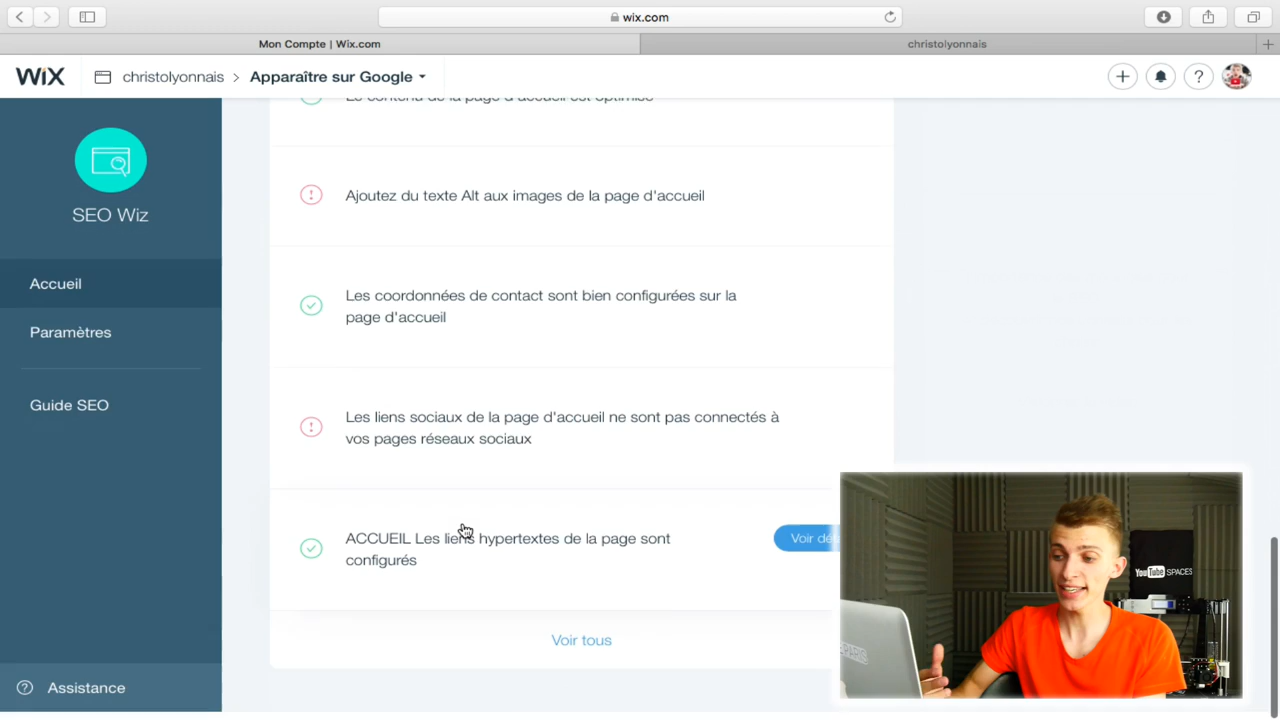 wix.com
Mon Compte | Wix.com
christolyonnais
WiX
christolyonnais > Apparaître sur Google
Le contenu de la page d'accueil est optimisé
SEO Wiz
Ajoutez du texte Alt aux images de la page d'accueil
Accueil
Les coordonnées de contact sont bien configurées sur la
page d'accueil
Paramètres
Guide SEO
Les liens sociaux de la page d'accueil ne sont pas connectés à
vos pages réseaux sociaux
ACCUEIL Les liens hypertextes de la page sont
configurés
Voir
YouTube SPACES
Voir tous
Assistance